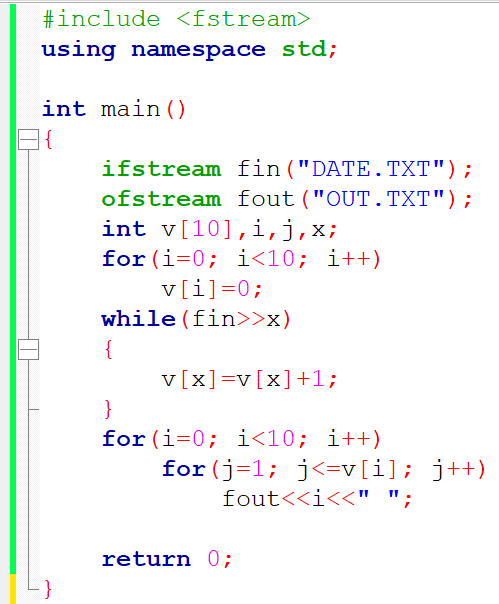 #include <fstream>
using namespace std;
int main()
{
ifstream fin("DATE.TXT");
ofstream fout("OUT.TXT");
int v[10],i,j,x;
for(i=0; i<10; i++)
v[i]=0;
while(fin>>x)
{
v[x]=v[x]+1;
}
for(i=0; i<10; i++)
for(j=1; j<=v[i]; j++)
fout<<i<<" ";
return 0;
}